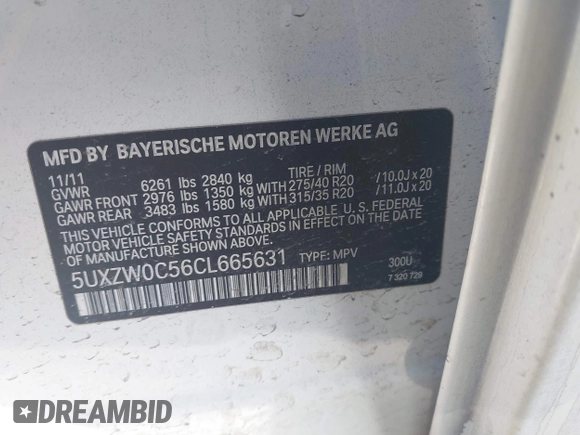 MFD BY BAYERISCHE MOTOREN WERKE AG
11/11 TIRE / RIM
GVWR 6261 lbs 2840 kg
GAWR FRONT 2976 lbs 1350 kg WITH 275/40 R20 /10.0J x 20
GAWR REAR 3483 lbs 1580 kg WITH 315/35 R20 /11.0J x 20
THIS VEHICLE CONFORMS TO ALL APPLICABLE U. S. FEDERAL
MOTOR VEHICLE SAFETY STANDARDS IN EFFECT ON THE DATE
OF MANUFACTURE SHOWN ABOVE.
5UXZW0C56CL665631 TYPE: MPV 300U
7 320 729
DREAMBID